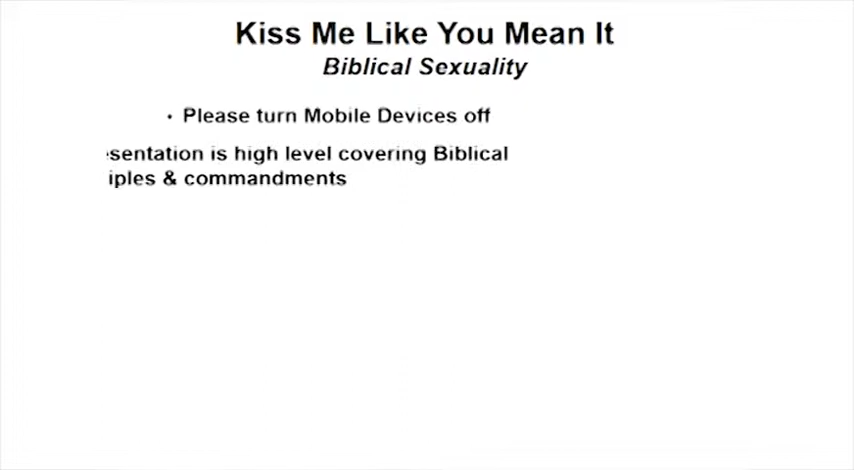 Kiss Me Like You Mean It
Biblical Sexuality
• Please turn Mobile Devices off
sentation is high level covering Biblical
iples & commandments